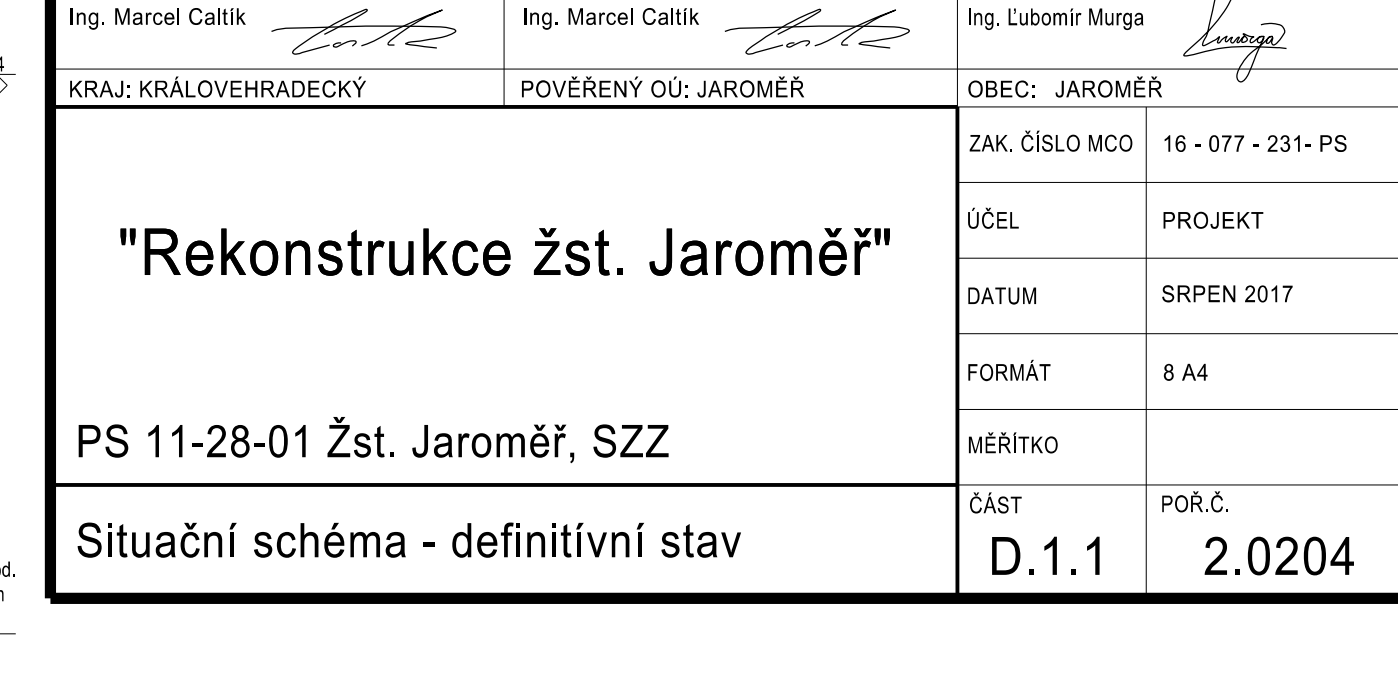 Ing. Marcel Caltík
Ing. Marcel Caltík
Ing. Ľubomír Murga
KRAJ: KRÁLOVEHRADECKÝ
POVĚŘENÝ OÚ: JAROMĚŘ
OBEC: JAROMĚŘ
ZAK. ČÍSLO MCO
16 - 077 - 231- PS
"Rekonstrukce žst. Jaroměř"
ÚČEL
PROJEKT
DATUM
SRPEN 2017
FORMÁT
8 A4
PS 11-28-01 Žst. Jaroměř, SZZ
MĚŘÍTKO
Situační schéma - definitívní stav
ČÁST
POŘ.Č.
D.1.1
2.0204